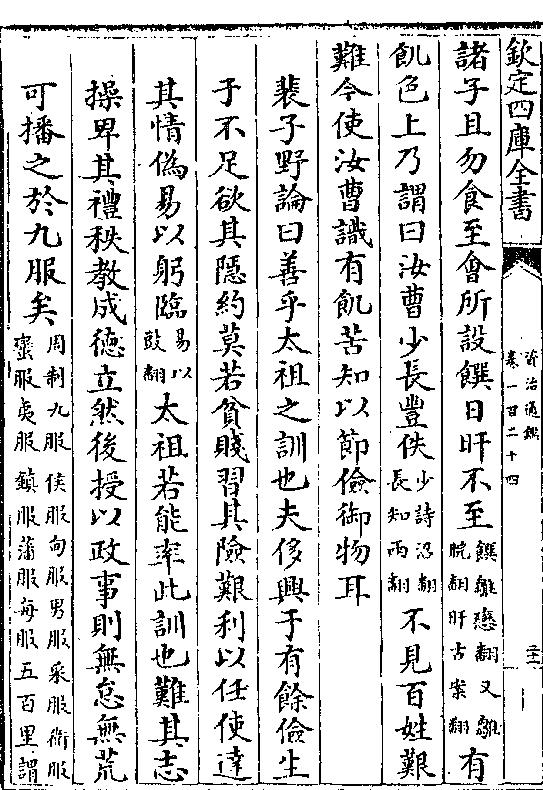 欽定四庫全書
資治通鑑
卷一百二十四
諸子且勿食至會所設饌日旰不至饌雛戀翻又雛
晥翻旰古案翻有
飢色上乃謂曰汝曹少長豐佚少詩沼翻
長知兩翻不見百姓艱
難今使汝曹識有飢苦知以節儉御物耳
裴子野論曰善乎太祖之訓也夫侈興于有餘儉生
于不足欲其隱約莫若貧賤習其險艱利以任使達
其情偽易以躬臨易以
豉翻太祖若能率此訓也難其志
操卑其禮秩教成德立然後授以政事則無怠無荒
可播之於九服矣周制九服侯服甸服男服采服衛服
蠻服夷服鎮服藩服每服五百里謂